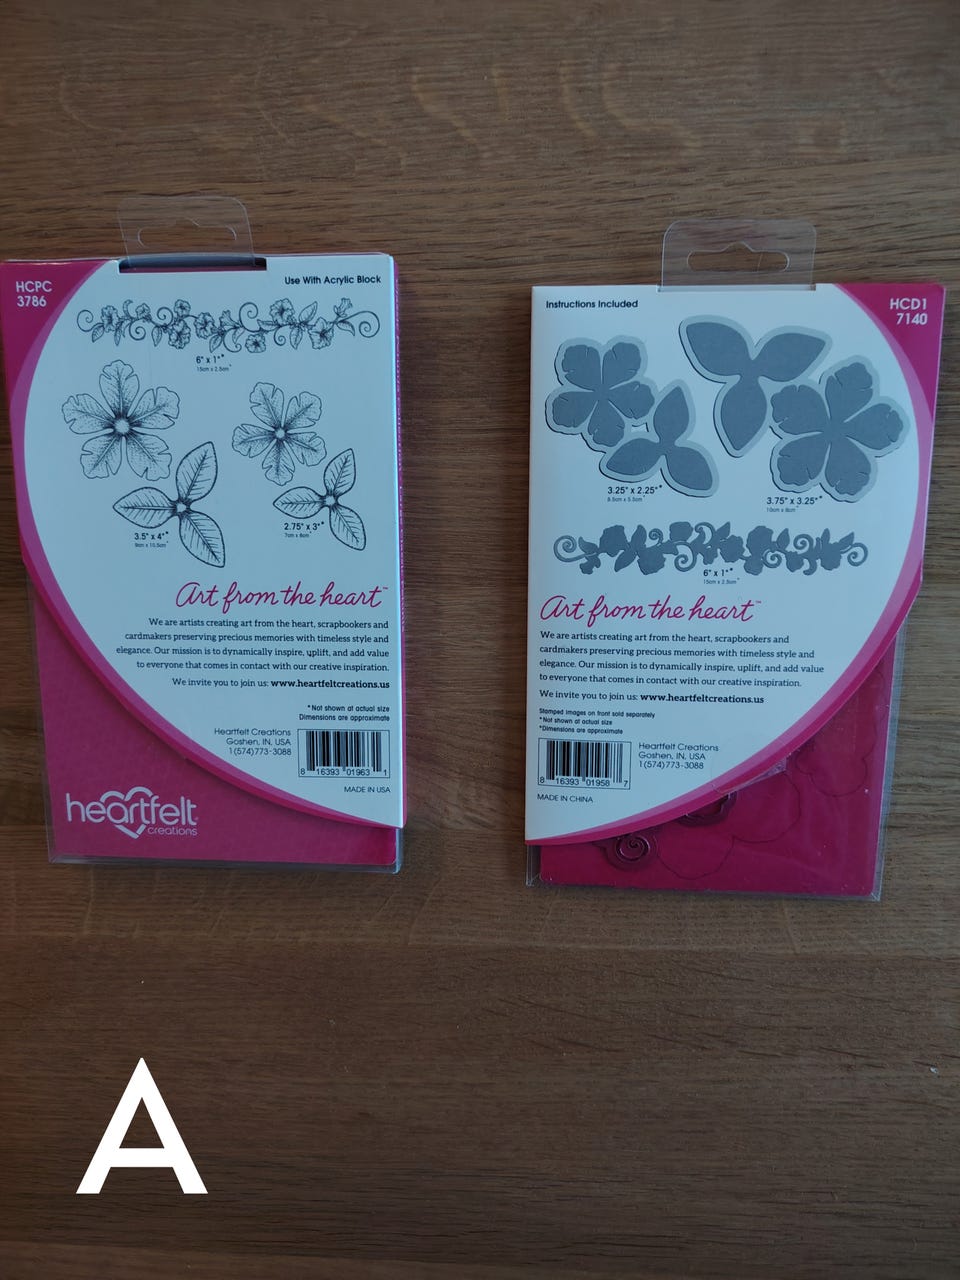 HCPC
3786
Use With Acrylic Block
6" x 1"*
15cm x 2.5cm*
3.5" x 4"*
9cm x 10.5cm*
2.75" x 3"*
7cm x 8cm*
Art from the heart™
We are artists creating art from the heart, scrapbookers and
cardmakers preserving precious memories with timeless style and
elegance. Our mission is to dynamically inspire, uplift, and add value
to everyone that comes in contact with our creative inspiration.
We invite you to join us: www.heartfeltcreations.us
*Not shown at actual size
Dimensions are approximate
Heartfelt Creations
Goshen, IN, USA
1(574)773-3088
8 16393 01963 1
MADE IN USA
heartfelt®
creations
Instructions Included
HCD1
7140
3.25" x 2.25"*
8.5cm x 5.5cm*
3.75" x 3.25"*
10cm x 8cm*
6" x 1"*
15cm x 2.5cm*
Art from the heart™
We are artists creating art from the heart, scrapbookers and
cardmakers preserving precious memories with timeless style and
elegance. Our mission is to dynamically inspire, uplift, and add value
to everyone that comes in contact with our creative inspiration.
We invite you to join us: www.heartfeltcreations.us
Stamped images on front sold separately
*Not shown at actual size
*Dimensions are approximate
Heartfelt Creations
Goshen, IN, USA
1(574)773-3088
8 16393 01958 7
MADE IN CHINA
A